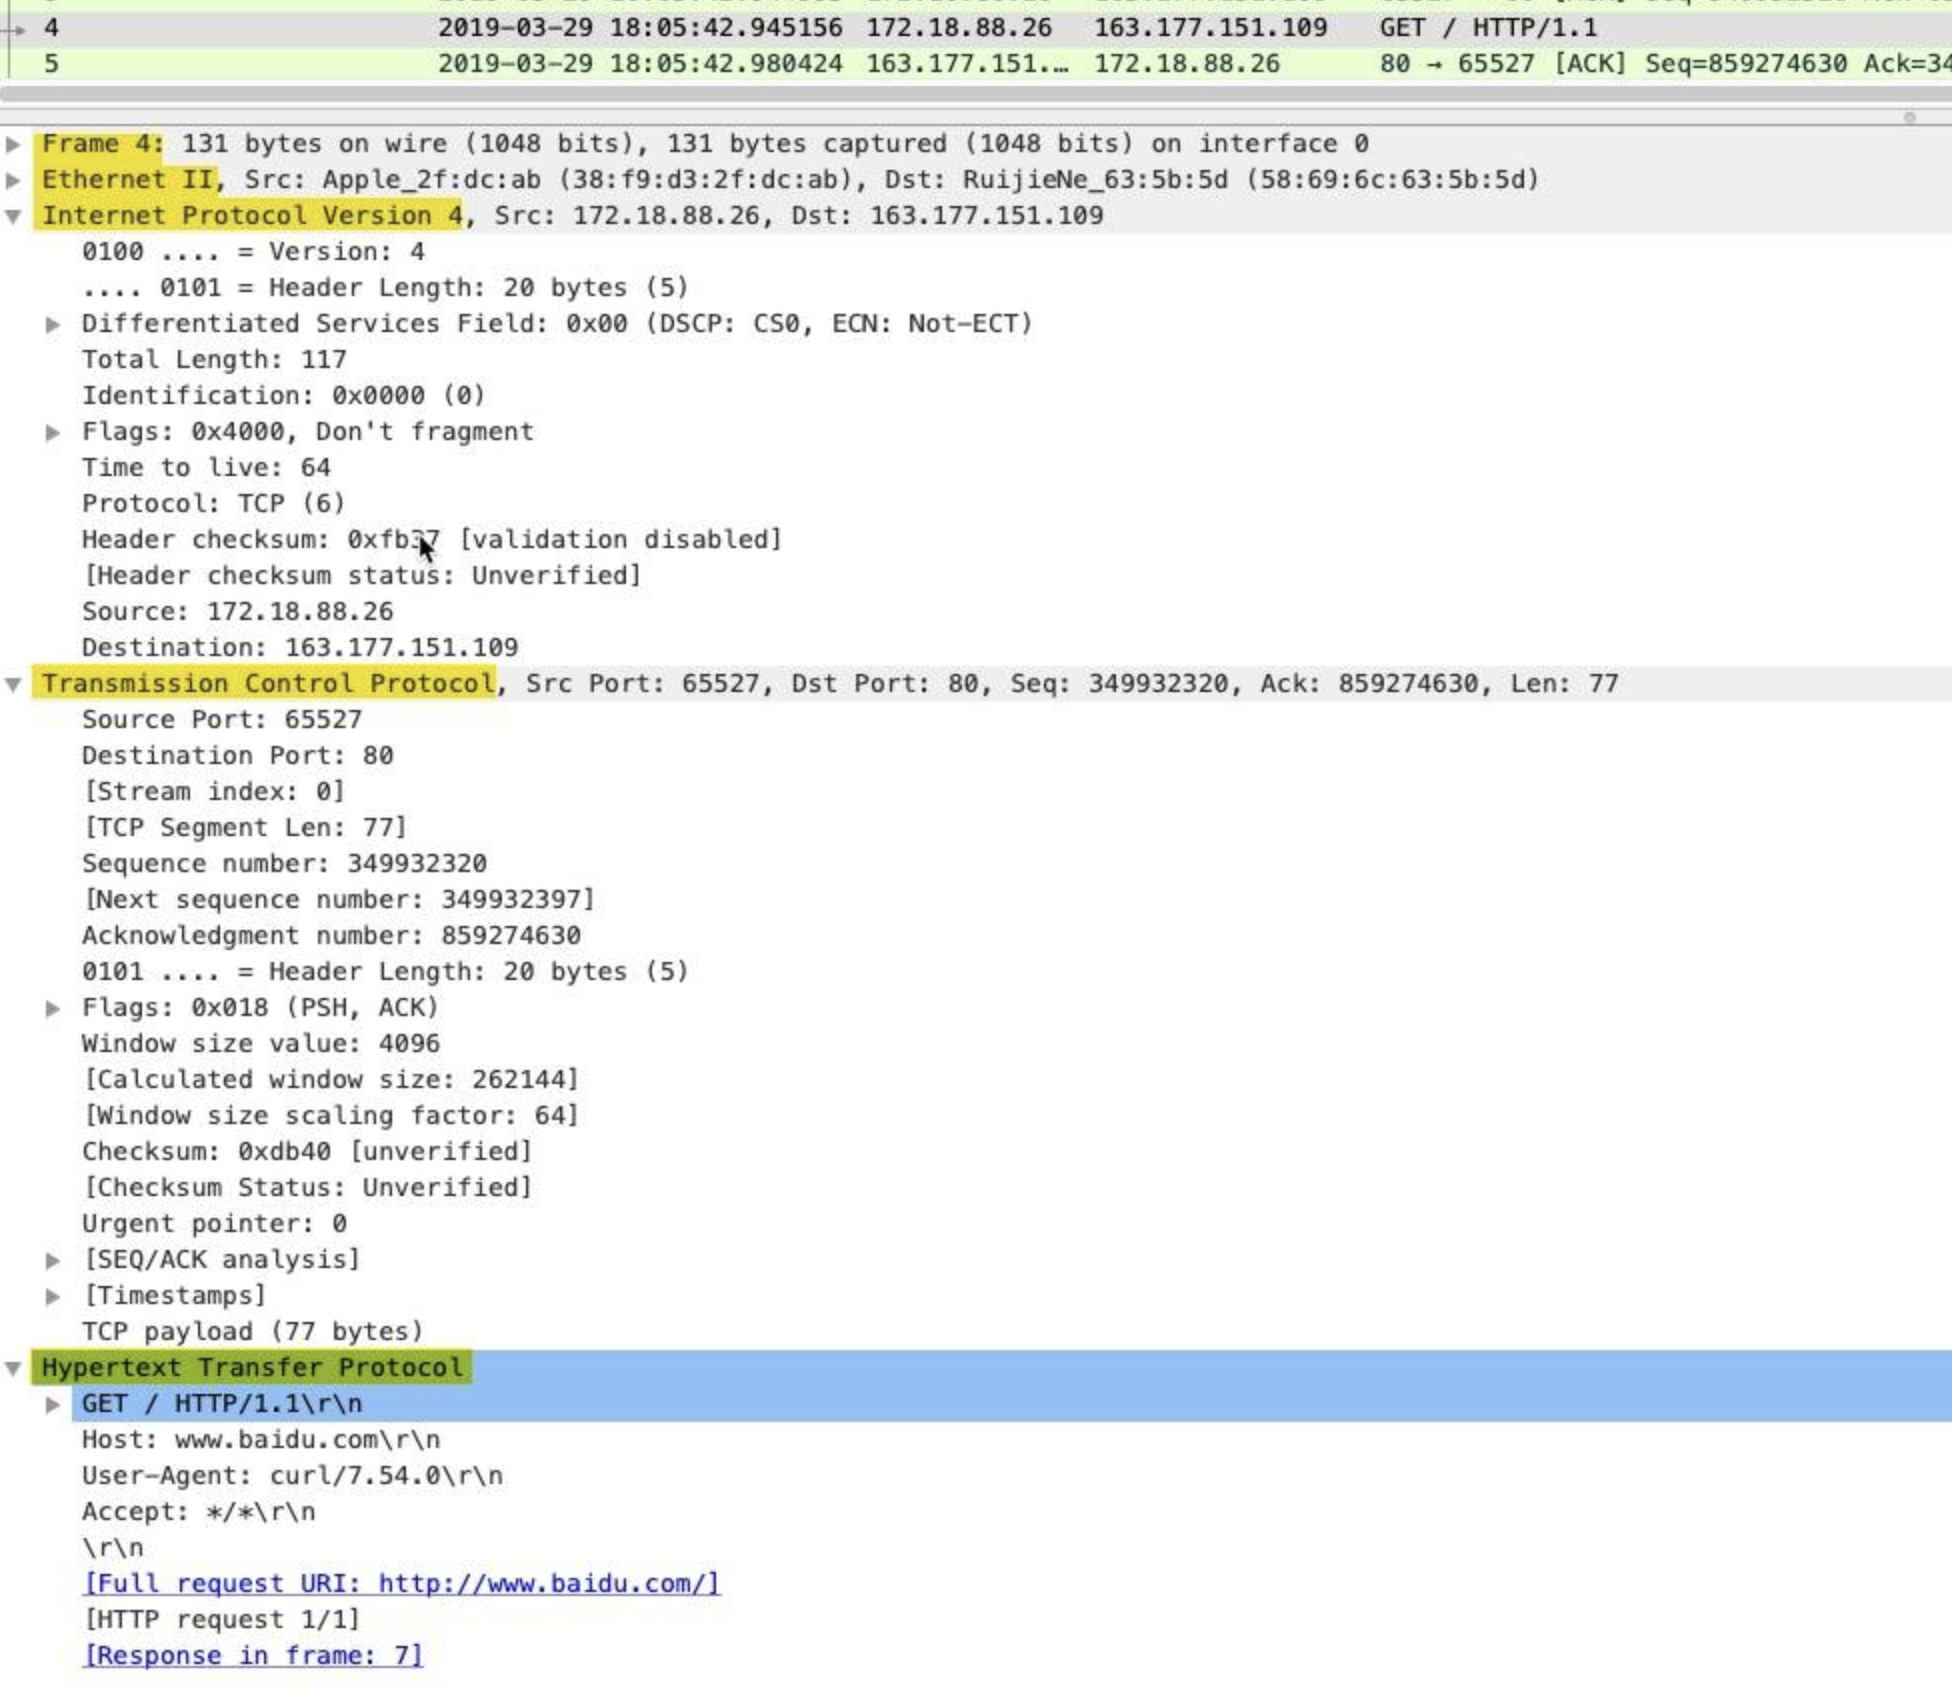 4 2019-03-29 18:05:42.945156 172.18.88.26 163.177.151.109 GET / HTTP/1.1
5 2019-03-29 18:05:42.980424 163.177.151.… 172.18.88.26 80 → 65527 [ACK] Seq=859274630 Ack=34
Frame 4: 131 bytes on wire (1048 bits), 131 bytes captured (1048 bits) on interface 0
Ethernet II, Src: Apple_2f:dc:ab (38:f9:d3:2f:dc:ab), Dst: RuijieNe_63:5b:5d (58:69:6c:63:5b:5d)
Internet Protocol Version 4, Src: 172.18.88.26, Dst: 163.177.151.109
0100 .... = Version: 4
.... 0101 = Header Length: 20 bytes (5)
Differentiated Services Field: 0x00 (DSCP: CS0, ECN: Not-ECT)
Total Length: 117
Identification: 0x0000 (0)
Flags: 0x4000, Don't fragment
Time to live: 64
Protocol: TCP (6)
Header checksum: 0xfb37 [validation disabled]
[Header checksum status: Unverified]
Source: 172.18.88.26
Destination: 163.177.151.109
Transmission Control Protocol, Src Port: 65527, Dst Port: 80, Seq: 349932320, Ack: 859274630, Len: 77
Source Port: 65527
Destination Port: 80
[Stream index: 0]
[TCP Segment Len: 77]
Sequence number: 349932320
[Next sequence number: 349932397]
Acknowledgment number: 859274630
0101 .... = Header Length: 20 bytes (5)
Flags: 0x018 (PSH, ACK)
Window size value: 4096
[Calculated window size: 262144]
[Window size scaling factor: 64]
Checksum: 0xdb40 [unverified]
[Checksum Status: Unverified]
Urgent pointer: 0
[SEQ/ACK analysis]
[Timestamps]
TCP payload (77 bytes)
Hypertext Transfer Protocol
GET / HTTP/1.1\r\n
Host: www.baidu.com\r\n
User-Agent: curl/7.54.0\r\n
Accept: */*\r\n
\r\n
[Full request URI: http://www.baidu.com/]
[HTTP request 1/1]
[Response in frame: 7]